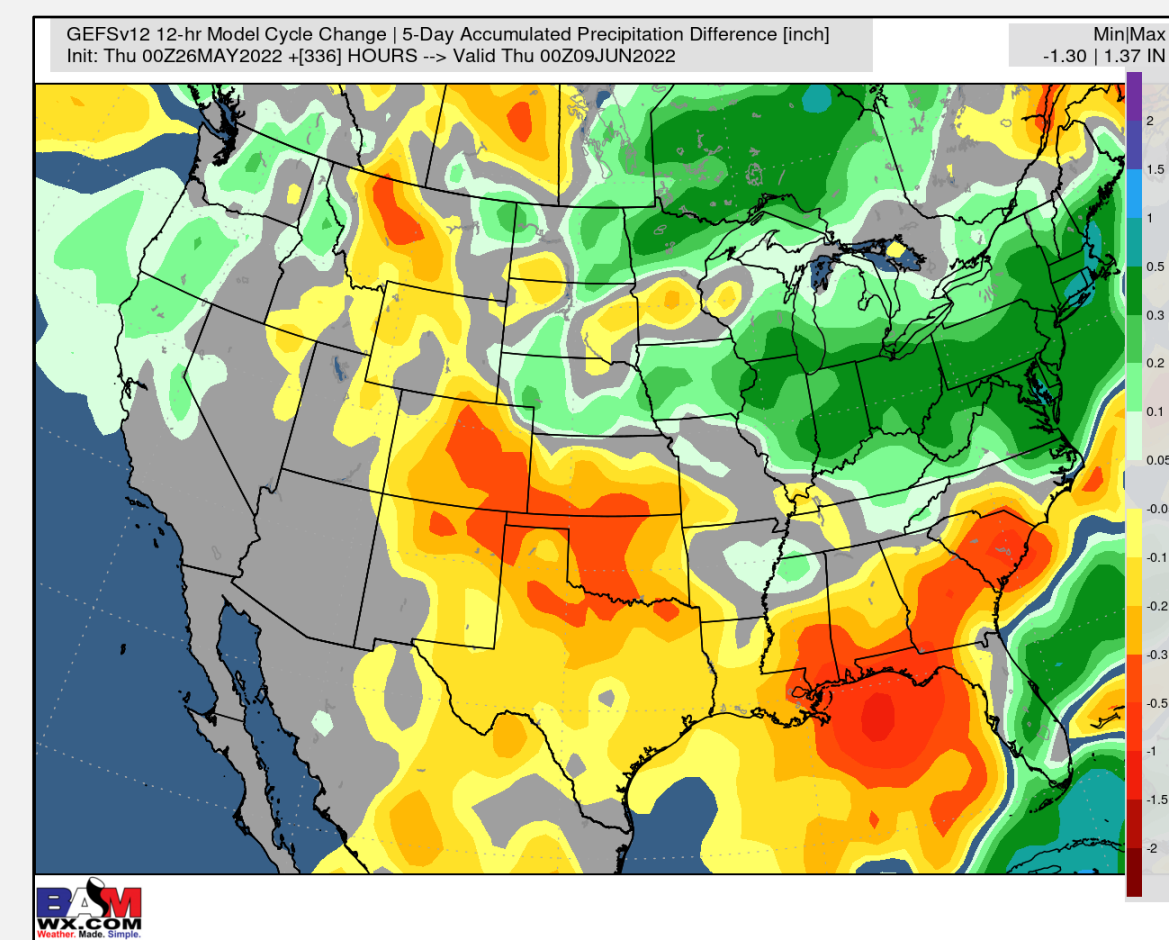 GEFSv12 12-hr Model Cycle Change | 5-Day Accumulated Precipitation Difference [inch]
Init: Thu 00Z26MAY2022 +[336] HOURS --> Valid Thu 00Z09JUN2022
Min|Max
-1.30 | 1.37 IN
2
1.5
1
0.5
0.3
0.2
0.1
0.05
-0.0
-0.1
-0.2
-0.3
-0.5
-1
-1.5
-2
BAM
WX.COM
Weather. Made. Simple.